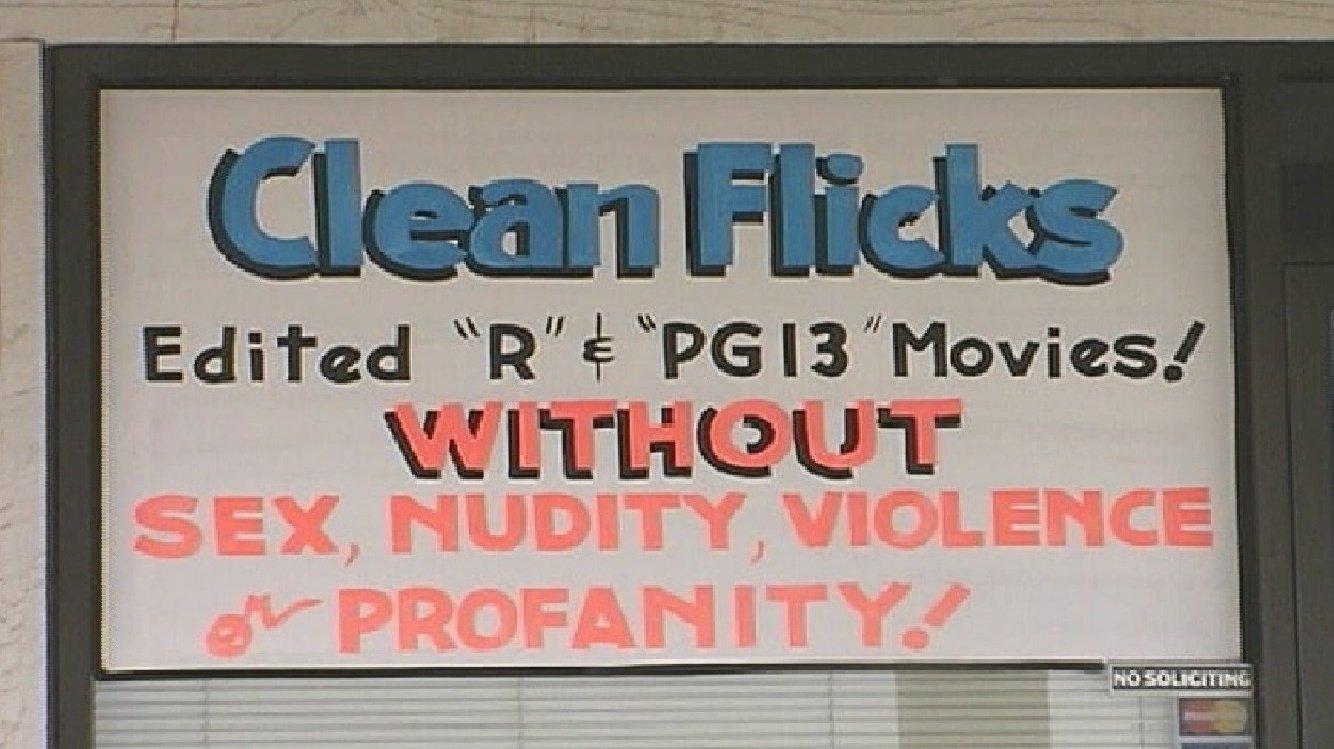 Clean Flicks
Edited "R" & "PG13" Movies!
WITHOUT
SEX, NUDITY, VIOLENCE
or PROFANITY!
NO SOLICITING